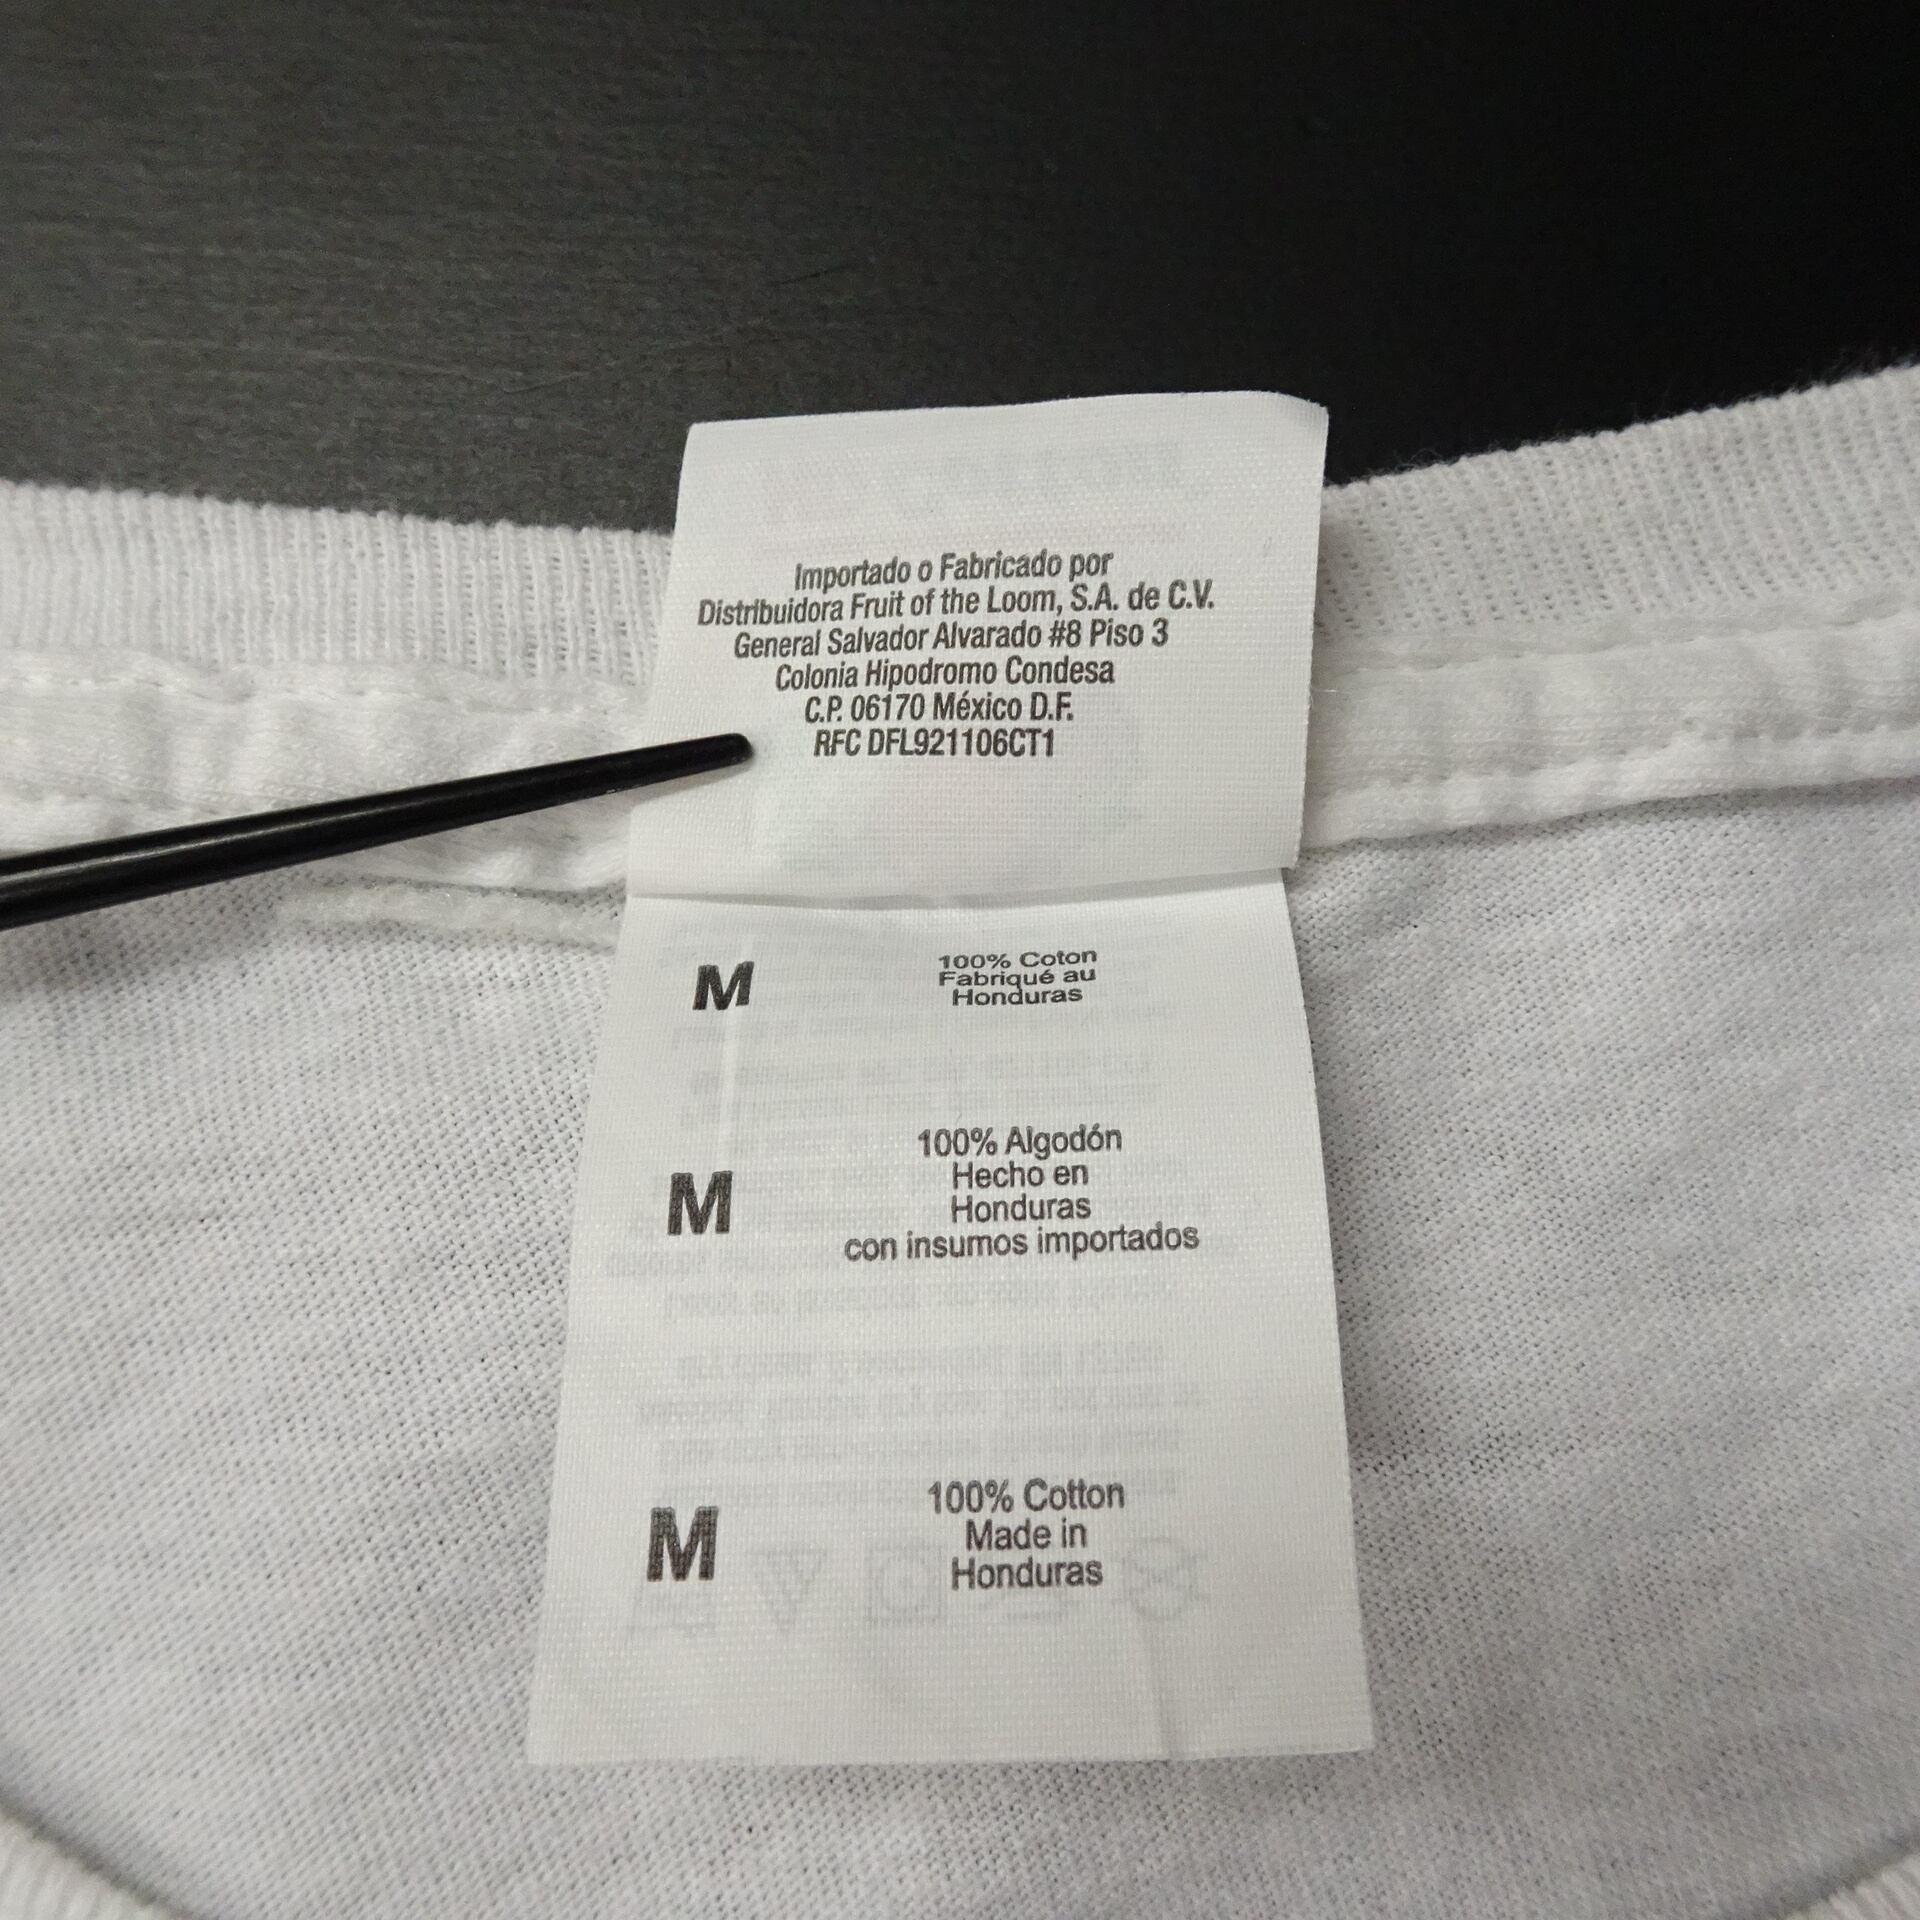 Importado o Fabricado por
Distribuidora Fruit of the Loom, S.A. de C.V.
General Salvador Alvarado #8 Piso 3
Colonia Hipodromo Condesa
C.P. 06170 México D.F.
RFC DFL921106CT1
M
100% Coton
Fabriqué au
Honduras
M
100% Algodón
Hecho en
Honduras
con insumos importados
M
100% Cotton
Made in
Honduras